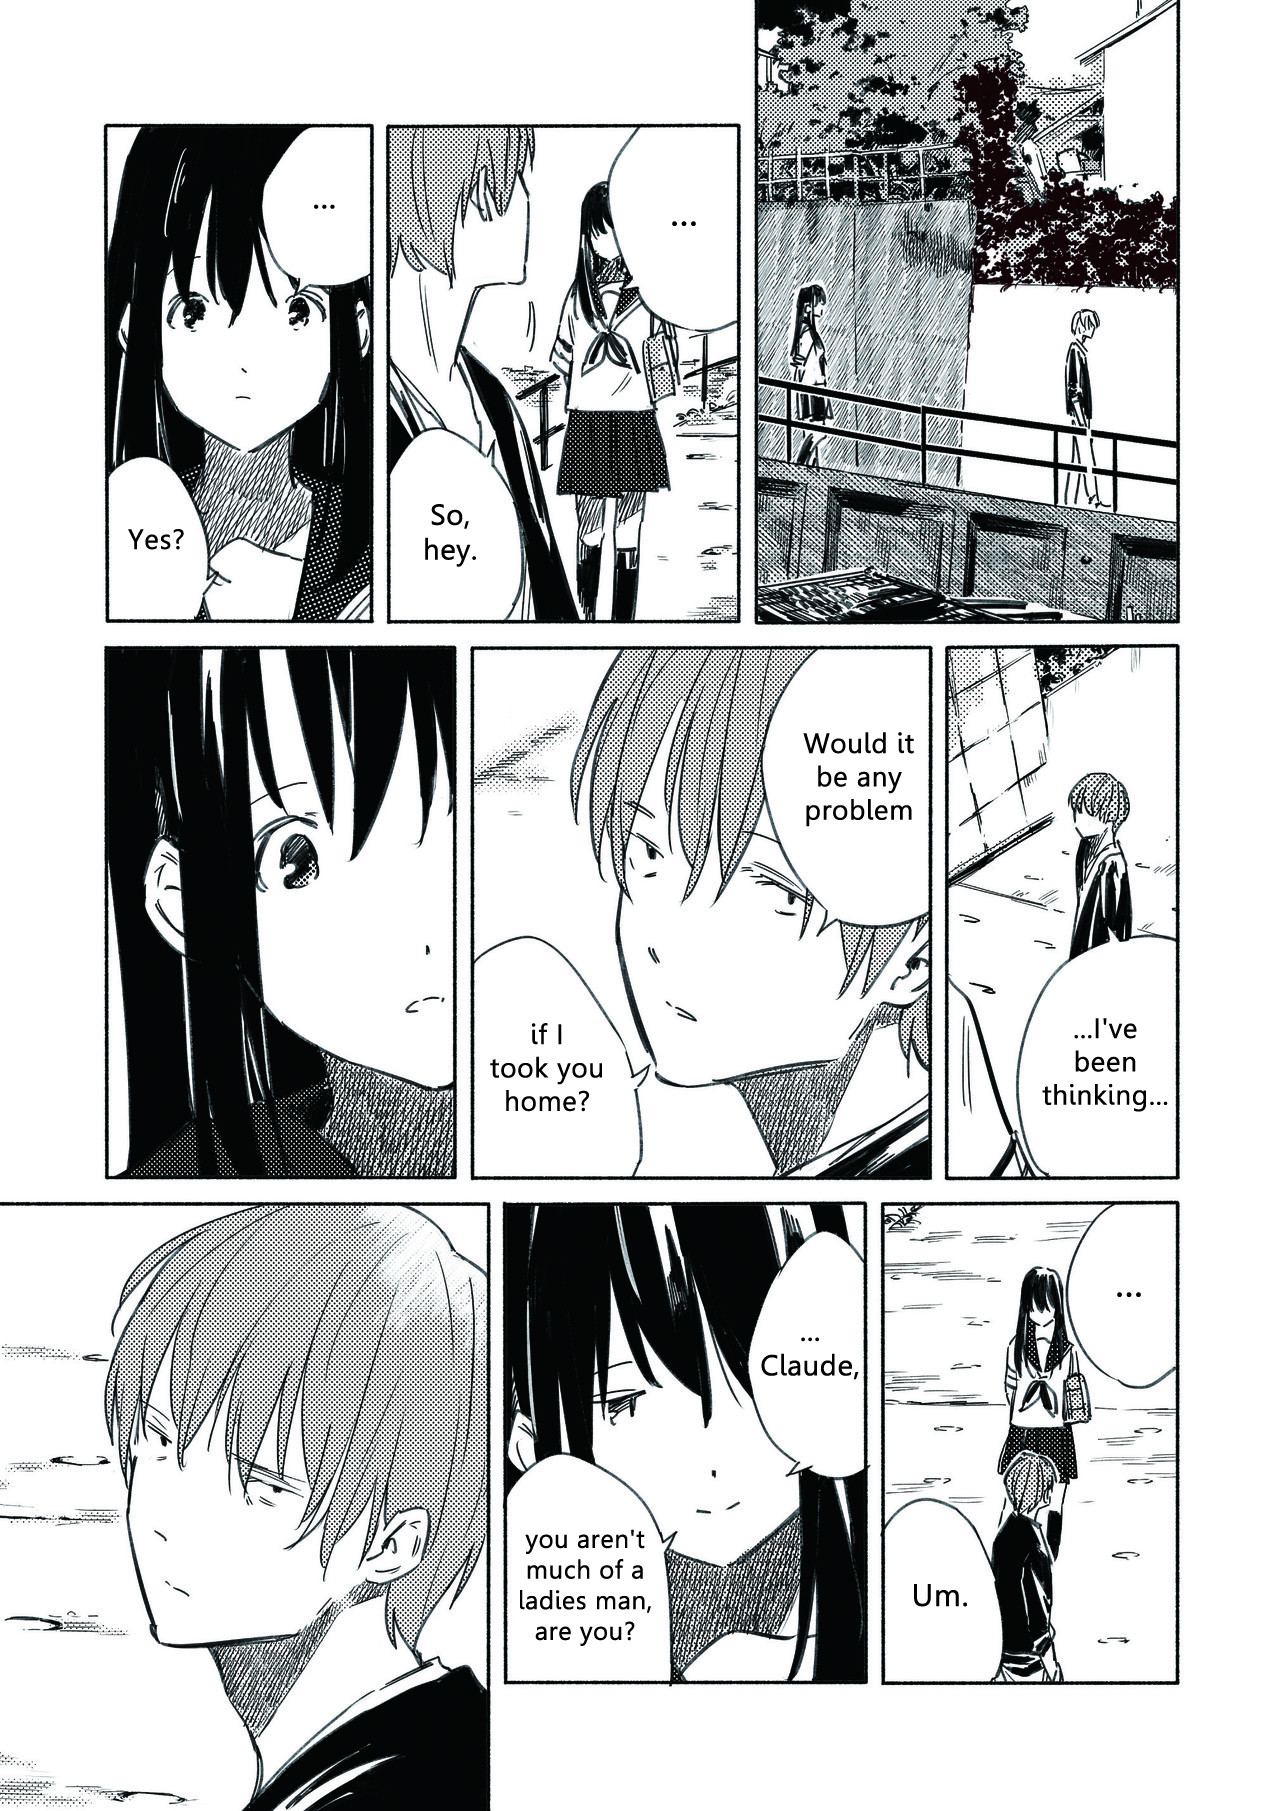 ...
So,
hey.
...
Yes?
...I've
been
thinking...
Would it
be any
problem
if I
took you
home?
...
Um.
...
Claude,
you aren't
much of a
ladies man,
are you?